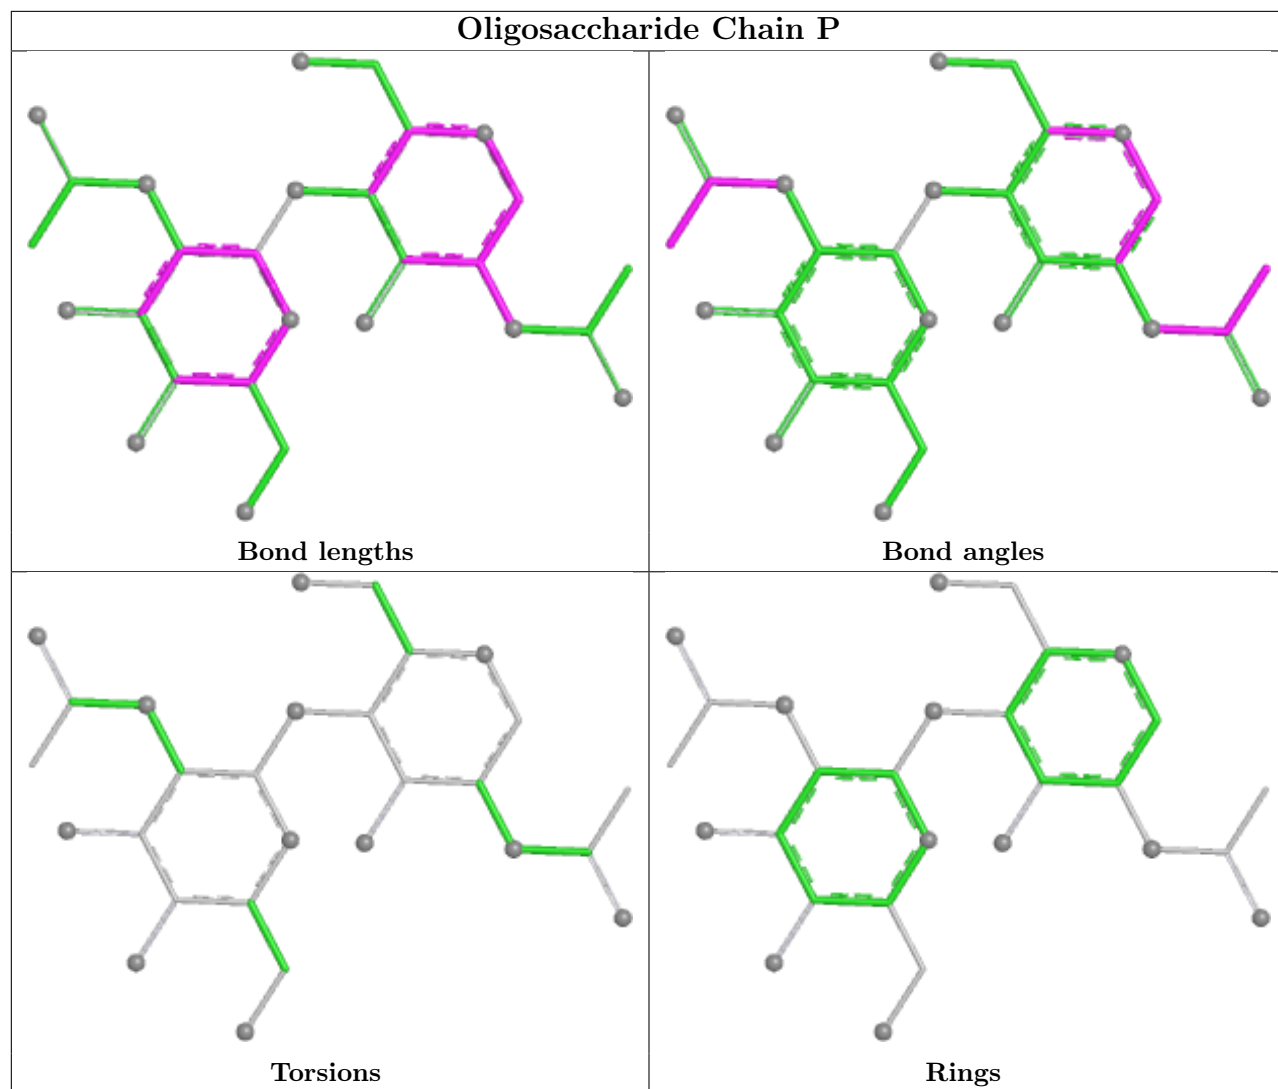 Oligosaccharide Chain P
Bond lengths
Bond angles
Torsions
Rings